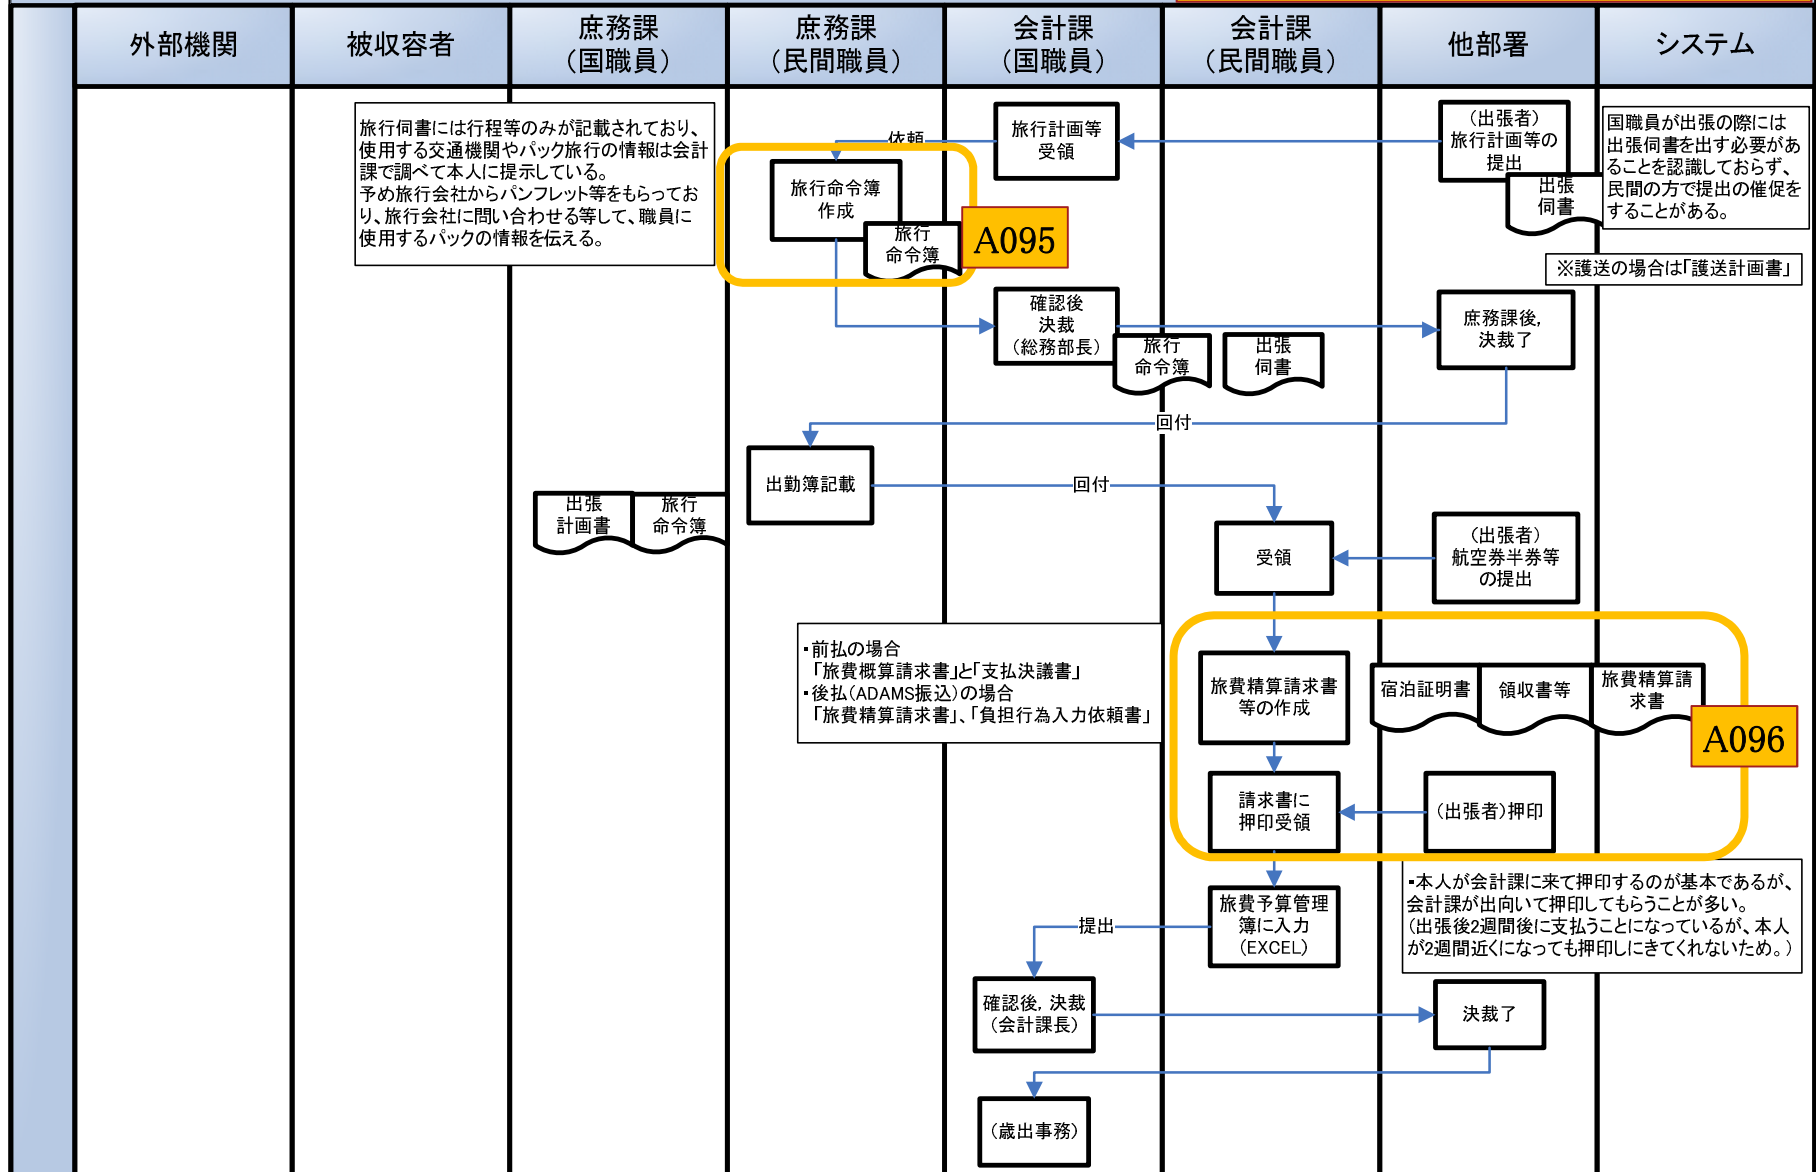 外部機関
被収容者
庶務課
（国職員）
庶務課
（民間職員）
会計課
（国職員）
会計課
（民間職員）
他部署
システム
旅行伺書には行程等のみが記載されており、
使用する交通機関やパック旅行の情報は会計
課で調べて本人に提示している。
予め旅行会社からパンフレット等をもらってお
り、旅行会社に問い合わせる等して、職員に
使用するパックの情報を伝える。
依頼
旅行計画等
受領
（出張者）
旅行計画等の
提出
出張
伺書
国職員が出張の際には
出張伺書を出す必要があ
ることを認識しておらず、
民間の方で提出の催促を
することがある。
旅行命令簿
作成
旅行
命令簿
A095
※護送の場合は「護送計画書」
確認後
決裁
（総務部長）
旅行
命令簿
出張
伺書
庶務課後,
決裁了
回付
出勤簿記載
回付
出張
計画書
旅行
命令簿
受領
（出張者）
航空券半券等
の提出
・前払の場合
「旅費概算請求書」と「支払決議書」
・後払（ADAMS振込）の場合
「旅費精算請求書」、「負担行為入力依頼書」
旅費精算請求書
等の作成
宿泊証明書
領収書等
旅費精算請
求書
A096
請求書に
押印受領
（出張者）押印
・本人が会計課に来て押印するのが基本であるが、
会計課が出向いて押印してもらうことが多い。
（出張後2週間後に支払うことになっているが、本人
が2週間近くになっても押印しにきてくれないため。）
旅費予算管理
簿に入力
（EXCEL）
提出
確認後, 決裁
（会計課長）
決裁了
（歳出事務）